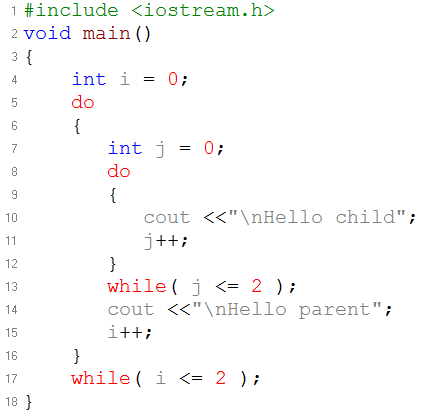 1 #include <iostream.h>
2 void main()
3 {
4     int i = 0;
5     do
6     {
7        int j = 0;
8        do
9        {
10           cout <<"\nHello child";
11           j++;
12        }
13        while( j <= 2 );
14        cout <<"\nHello parent";
15        i++;
16     }
17     while( i <= 2 );
18 }